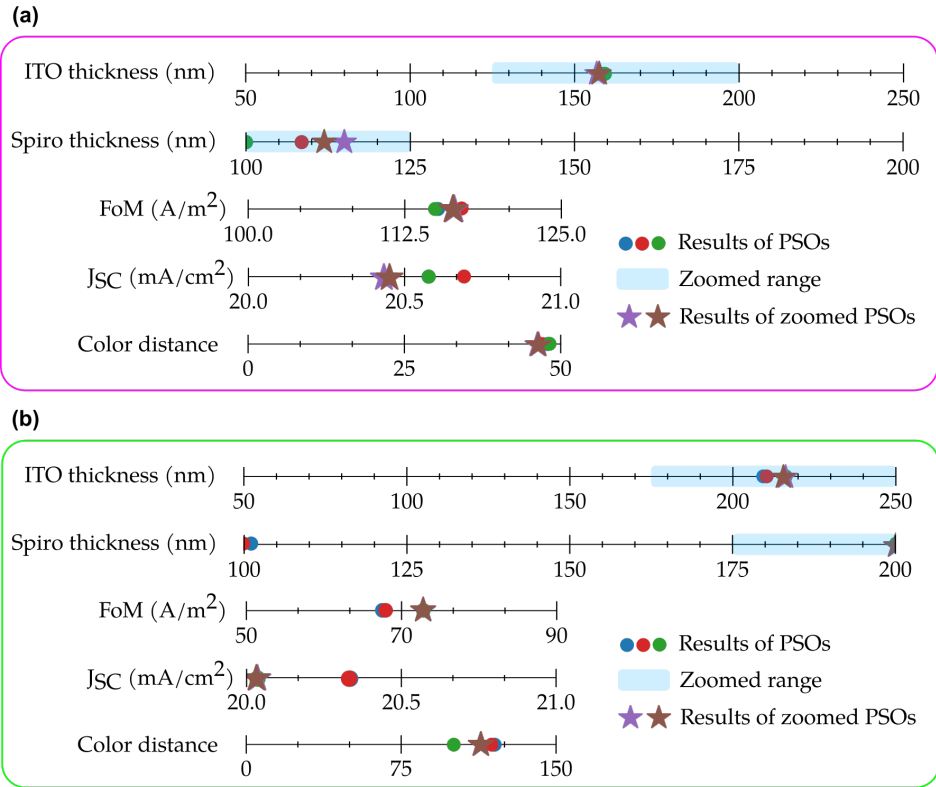 (a)
ITO thickness (nm)
50 100 150 200 250
Spiro thickness (nm)
100 125 150 175 200
FoM (A/m²)
100.0 112.5 125.0
JSC (mA/cm²)
20.0 20.5 21.0
Color distance
0 25 50
Results of PSOs
Zoomed range
Results of zoomed PSOs
(b)
ITO thickness (nm)
50 100 150 200 250
Spiro thickness (nm)
100 125 150 175 200
FoM (A/m²)
50 70 90
JSC (mA/cm²)
20.0 20.5 21.0
Color distance
0 75 150
Results of PSOs
Zoomed range
Results of zoomed PSOs